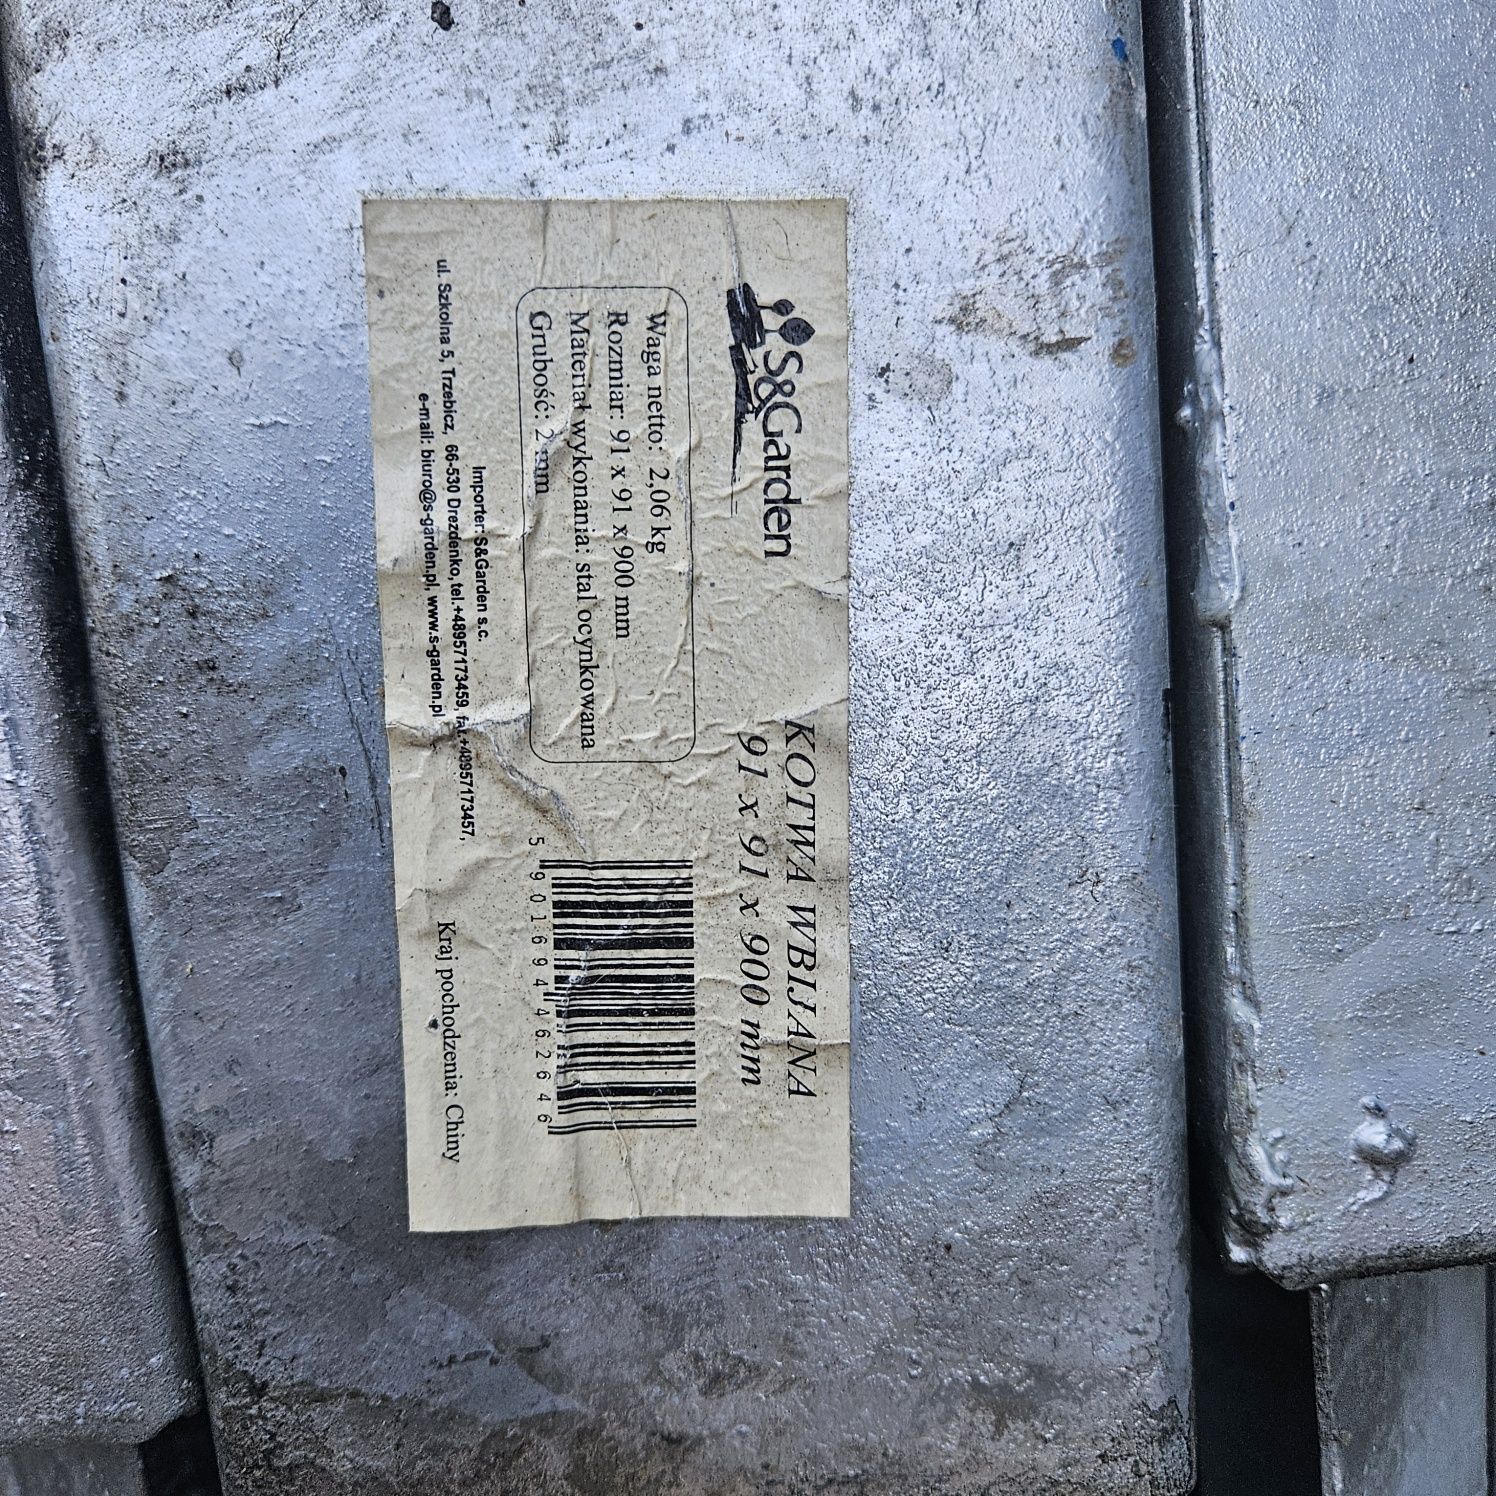 S&Garden
KOTWA WBIJANA
91 x 91 x 900 mm
Waga netto: 2,06 kg
Rozmiar: 91 x 91 x 900 mm
Materiał wykonania: stal ocynkowana
Grubość: 2 mm
5 901694 462646
Importer: S&Garden s.c.
ul. Szkolna 5, Trzebicz, 66-530 Drezdenko, tel.+48957173459, fax.+48957173457,
e-mail: biuro@s-garden.pl, www.s-garden.pl
Kraj pochodzenia: Chiny